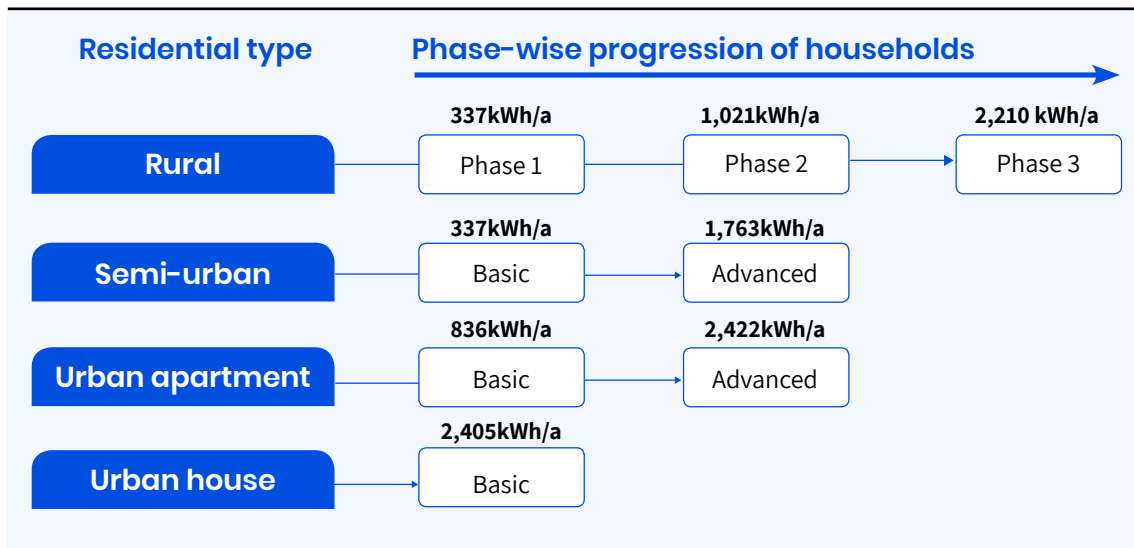 Residential type
Phase-wise progression of households
337kWh/a
1,021kWh/a
2,210 kWh/a
Rural
Phase 1
Phase 2
Phase 3
337kWh/a
1,763kWh/a
Semi-urban
Basic
Advanced
836kWh/a
2,422kWh/a
Urban apartment
Basic
Advanced
2,405kWh/a
Urban house
Basic